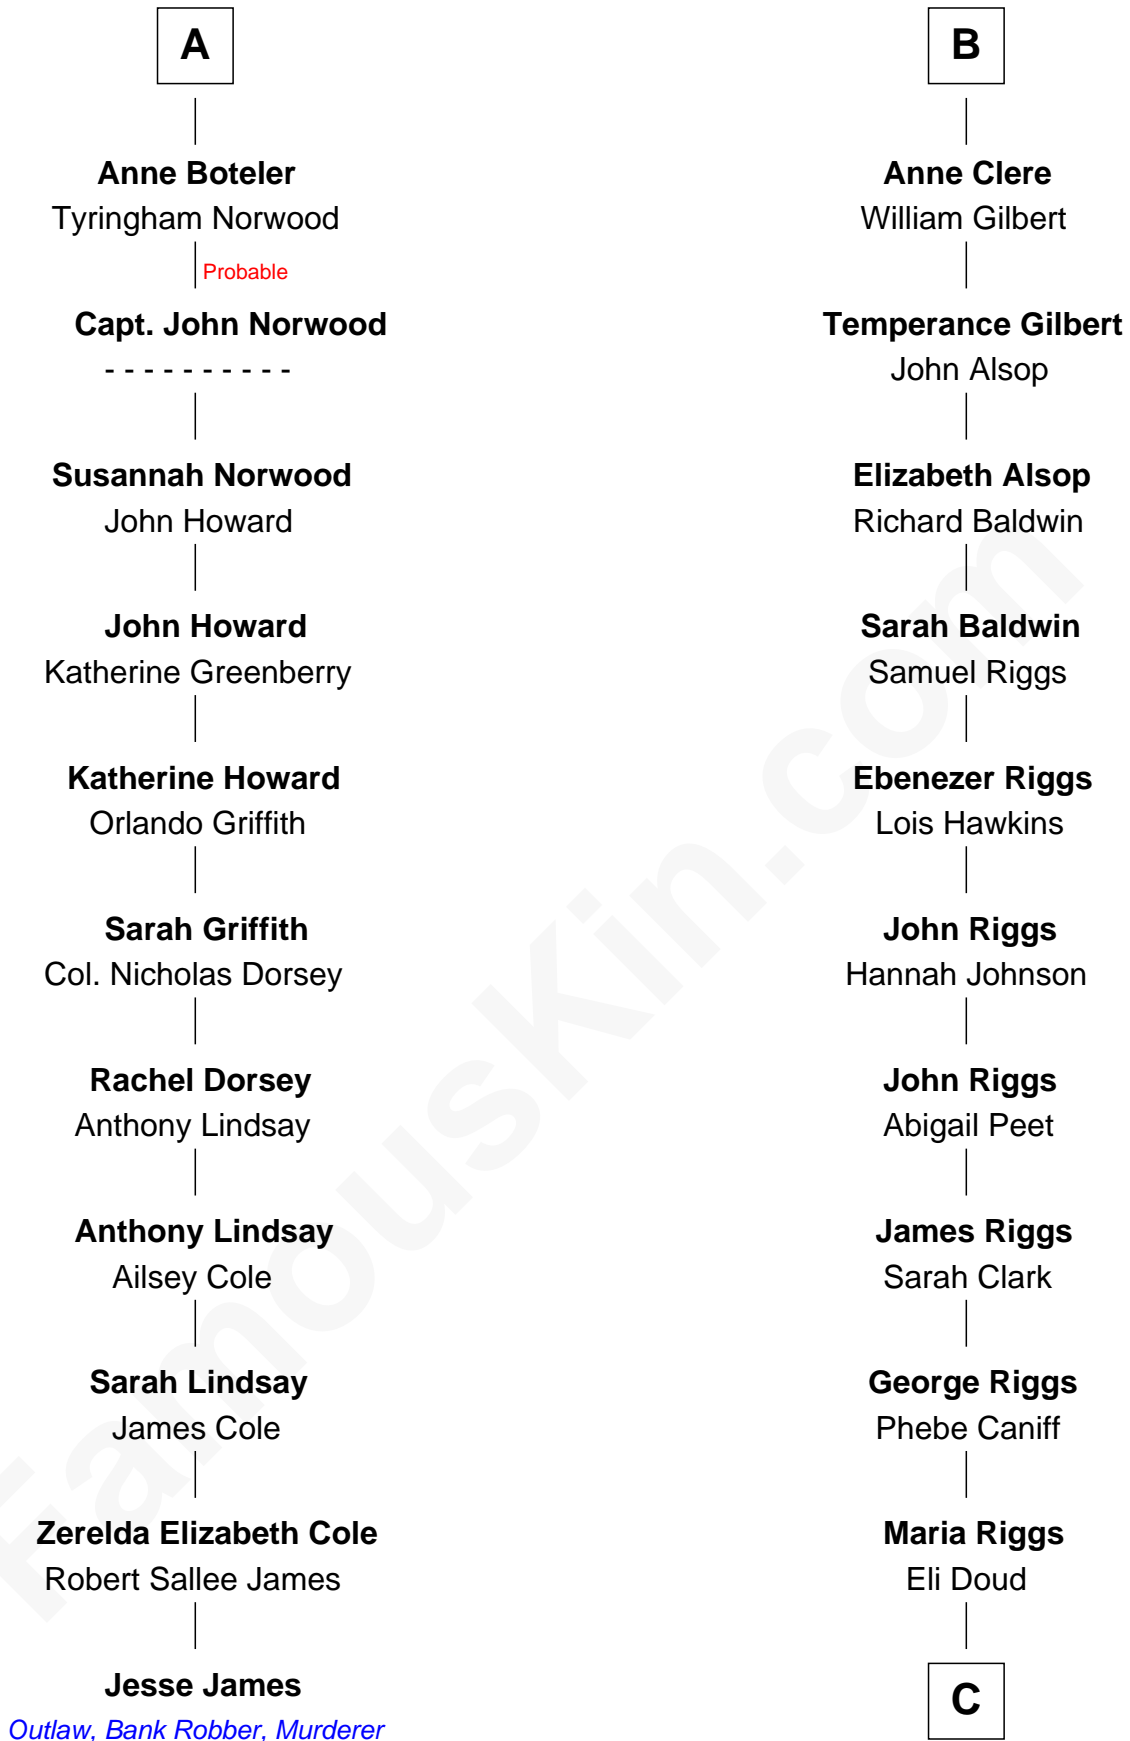 A
Anne Boteler
Tyringham Norwood
Probable
Capt. John Norwood
- - - - - - - - - -
Susannah Norwood
John Howard
John Howard
Katherine Greenberry
Katherine Howard
Orlando Griffith
Sarah Griffith
Col. Nicholas Dorsey
Rachel Dorsey
Anthony Lindsay
Anthony Lindsay
Ailsey Cole
Sarah Lindsay
James Cole
Zerelda Elizabeth Cole
Robert Sallee James
Jesse James
Outlaw, Bank Robber, Murderer
B
Anne Clere
William Gilbert
Temperance Gilbert
John Alsop
Elizabeth Alsop
Richard Baldwin
Sarah Baldwin
Samuel Riggs
Ebenezer Riggs
Lois Hawkins
John Riggs
Hannah Johnson
John Riggs
Abigail Peet
James Riggs
Sarah Clark
George Riggs
Phebe Caniff
Maria Riggs
Eli Doud
C
FamousKin.com